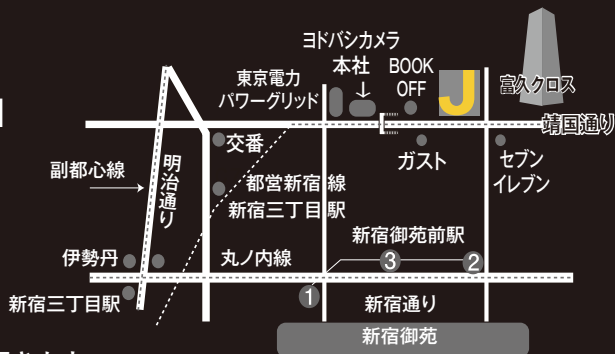 ヨドバシカメラ
本社
↓
BOOK
OFF
東京電力
パワーグリッド
J
富久クロス
靖国通り
交番
ガスト
セブン
イレブン
副都心線
明治通り
都営新宿線
新宿三丁目駅
伊勢丹
丸ノ内線
新宿御苑前駅
3
2
1
新宿三丁目駅
新宿通り
新宿御苑